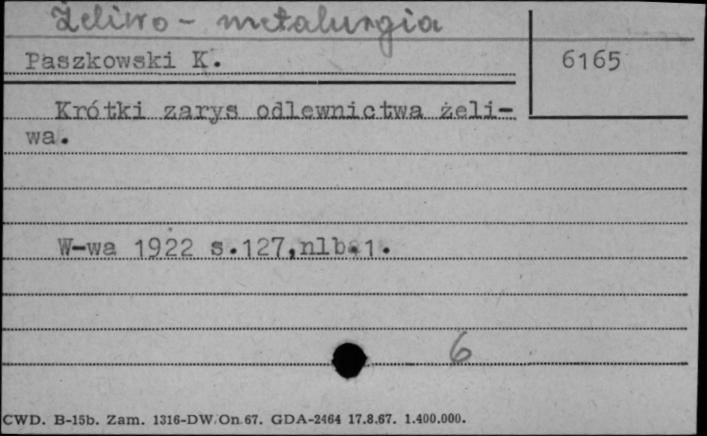 Żeliwo - metalurgia
Paszkowski K.
6165
Krótki zarys odlewnictwa żeli-
wa.
W-wa 1922 s.127,nlb.1.
6
CWD. B-15b. Zam. 1316-DW/On 67. GDA-2464 17.8.67. 1.400.000.